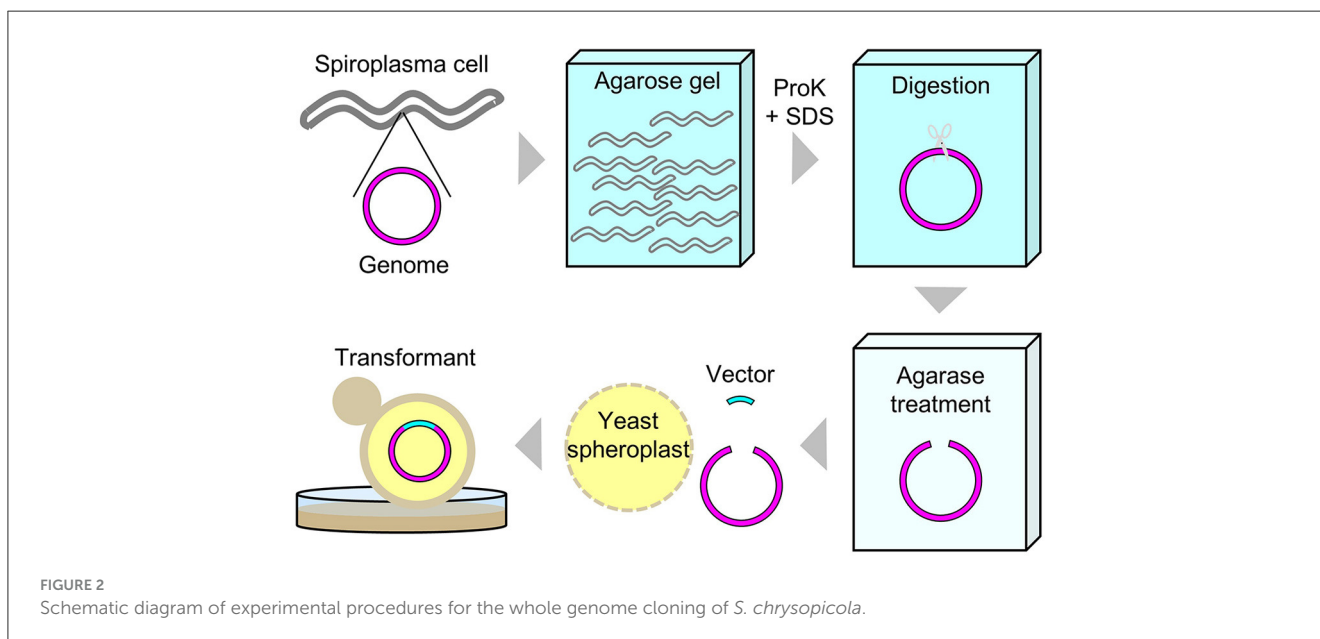 Spiroplasma cell
Genome
Agarose gel
ProK
+ SDS
Digestion
Agarase
treatment
Vector
Yeast
spheroplast
Transformant
FIGURE 2
Schematic diagram of experimental procedures for the whole genome cloning of S. chrysopicola.